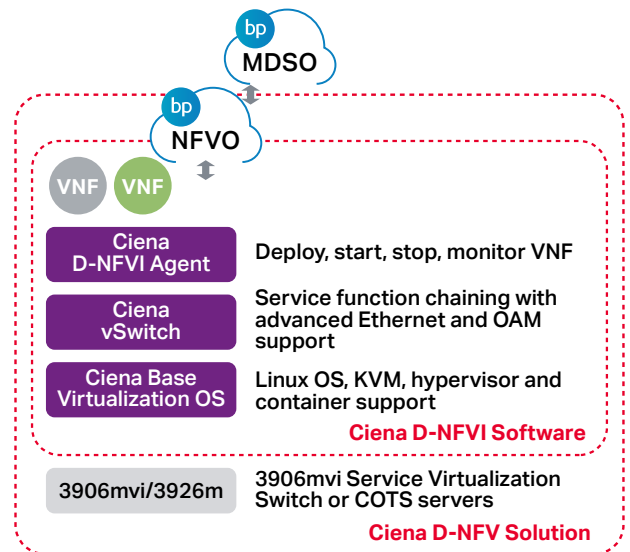 bp
MDSO
bp
NFVO
VNF
VNF
Ciena
D-NFVI Agent
Deploy, start, stop, monitor VNF
Ciena
vSwitch
Service function chaining with
advanced Ethernet and OAM
support
Ciena Base
Virtualization OS
Linux OS, KVM, hypervisor and
container support
Ciena D-NFVI Software
3906mvi/3926m
3906mvi Service Virtualization
Switch or COTS servers
Ciena D-NFV Solution